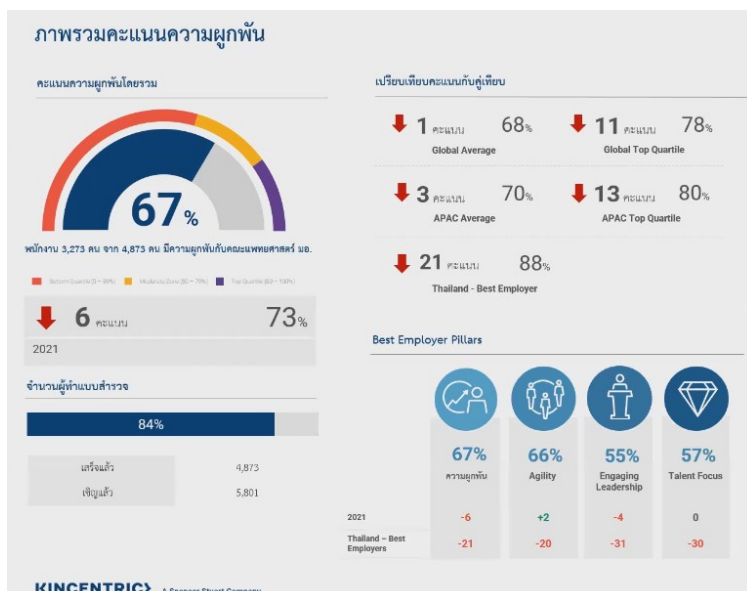 ภาพรวมคะแนนความผูกพัน
คะแนนความผูกพันโดยรวม
67%
พนักงาน 3,273 คน จาก 4,873 คน มีความผูกพันกับคณะแพทยศาสตร์ มอ.
6 คะแนน 73%
2021
จำนวนผู้ทำแบบสำรวจ
84%
เสร็จแล้ว 4,873
เชิญแล้ว 5,801
เปรียบเทียบคะแนนกับคู่เทียบ
1 คะแนน 68%
Global Average
11 คะแนน 78%
Global Top Quartile
3 คะแนน 70%
APAC Average
13 คะแนน 80%
APAC Top Quartile
21 คะแนน 88%
Thailand - Best Employer
Best Employer Pillars
67% 66% 55% 57%
ความผูกพัน Agility Engaging Talent Focus
Leadership
2021 -6 +2 -4 0
Thailand – Best
Employers -21 -20 -31 -30
KINCENTRIC> A Spencer Stuart Company